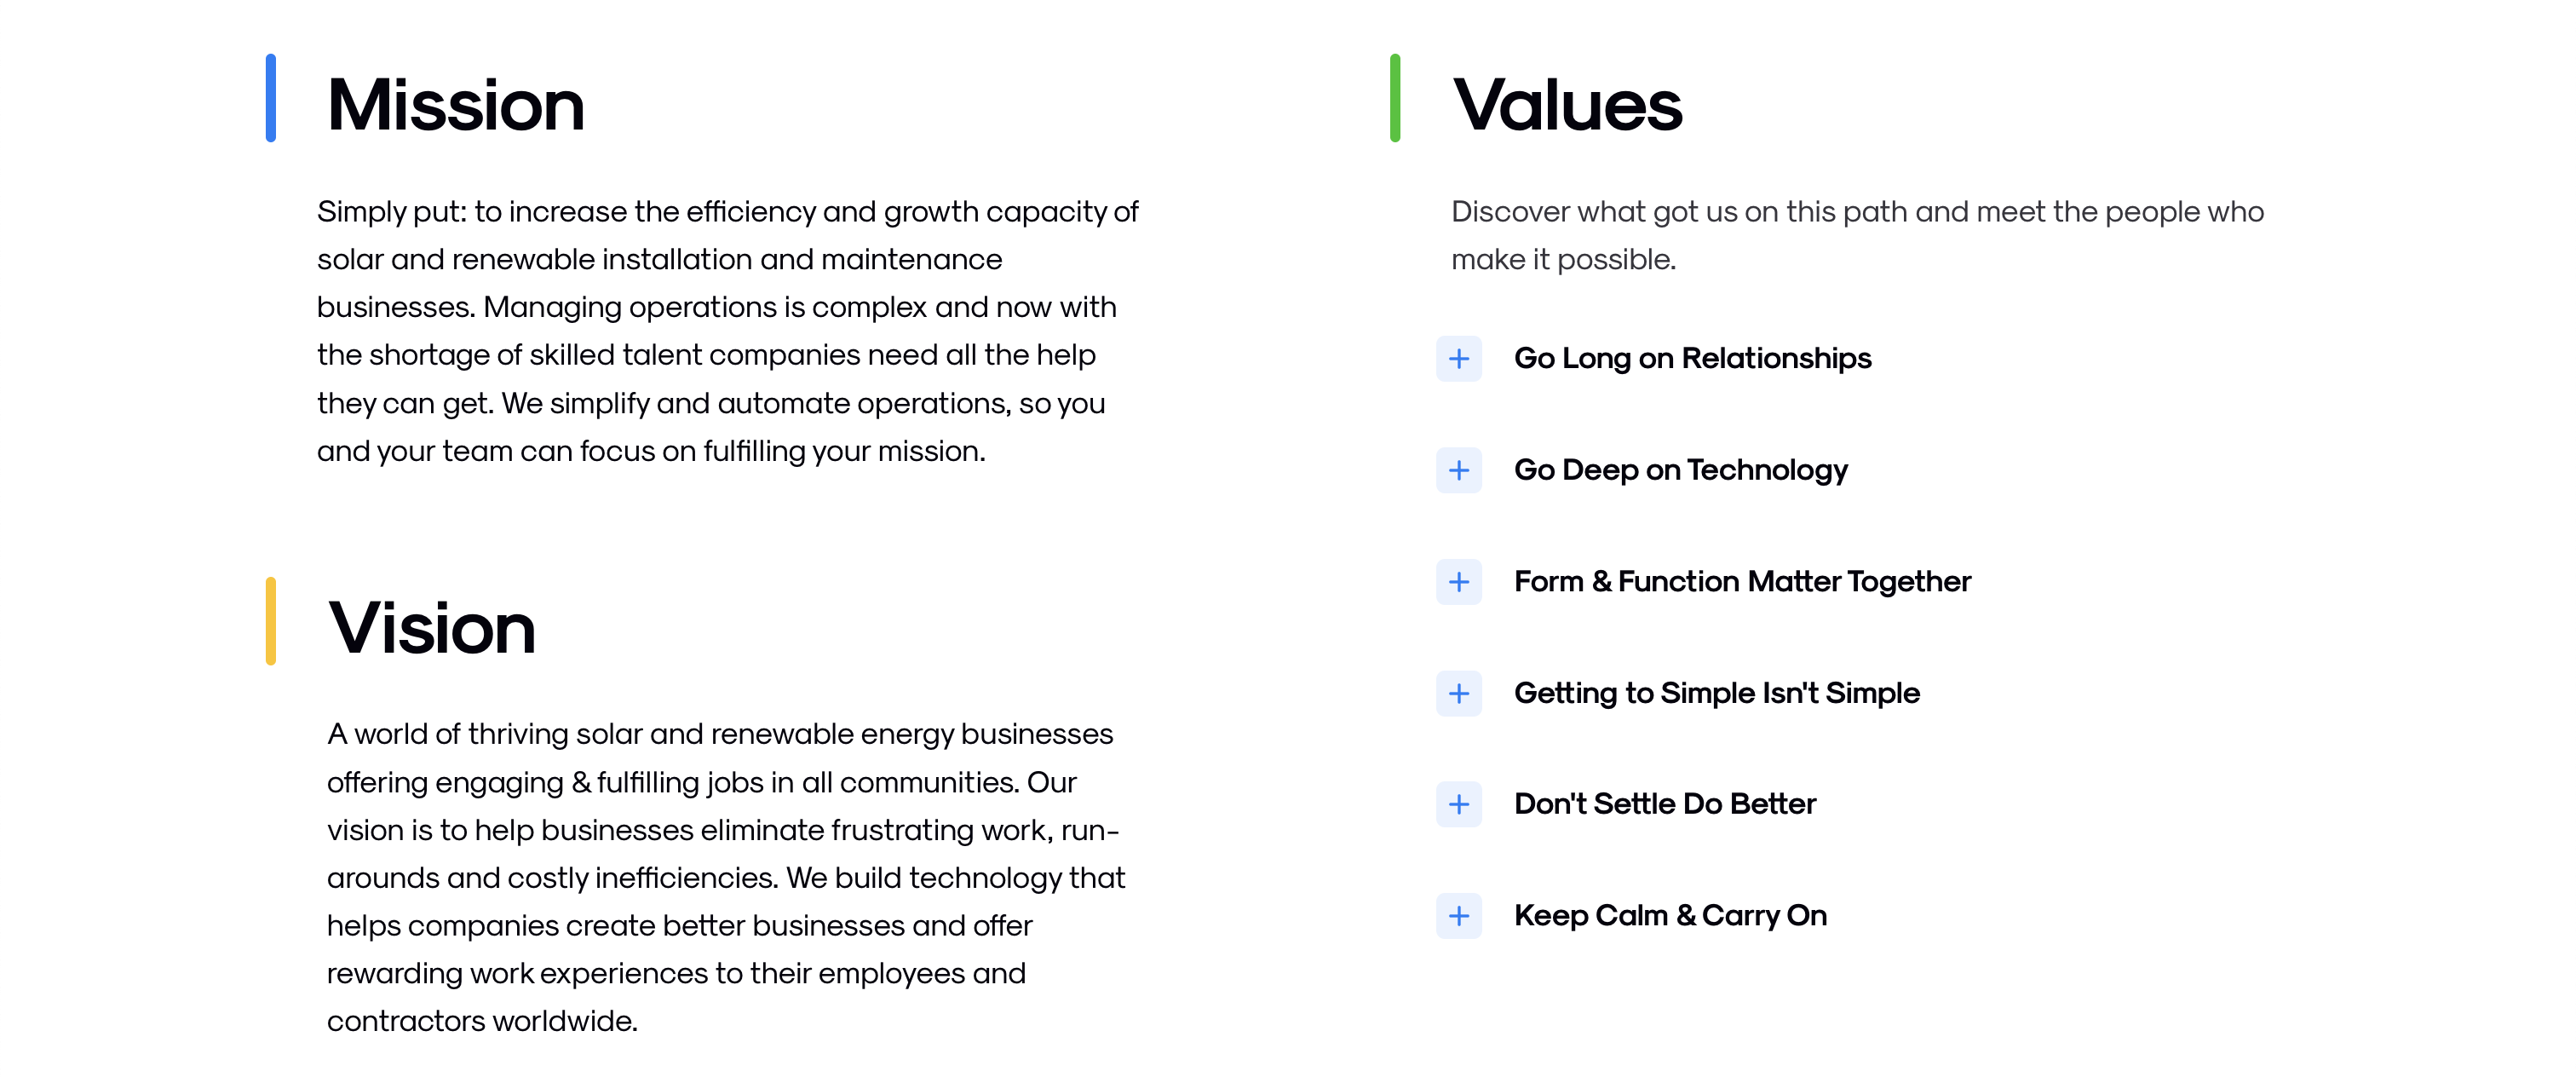 Mission
Simply put: to increase the efficiency and growth capacity of
solar and renewable installation and maintenance
businesses. Managing operations is complex and now with
the shortage of skilled talent companies need all the help
they can get. We simplify and automate operations, so you
and your team can focus on fulfilling your mission.
Vision
A world of thriving solar and renewable energy businesses
offering engaging & fulfilling jobs in all communities. Our
vision is to help businesses eliminate frustrating work, run-
arounds and costly inefficiencies. We build technology that
helps companies create better businesses and offer
rewarding work experiences to their employees and
contractors worldwide.
Values
Discover what got us on this path and meet the people who
make it possible.
Go Long on Relationships
Go Deep on Technology
Form & Function Matter Together
Getting to Simple Isn't Simple
Don't Settle Do Better
Keep Calm & Carry On